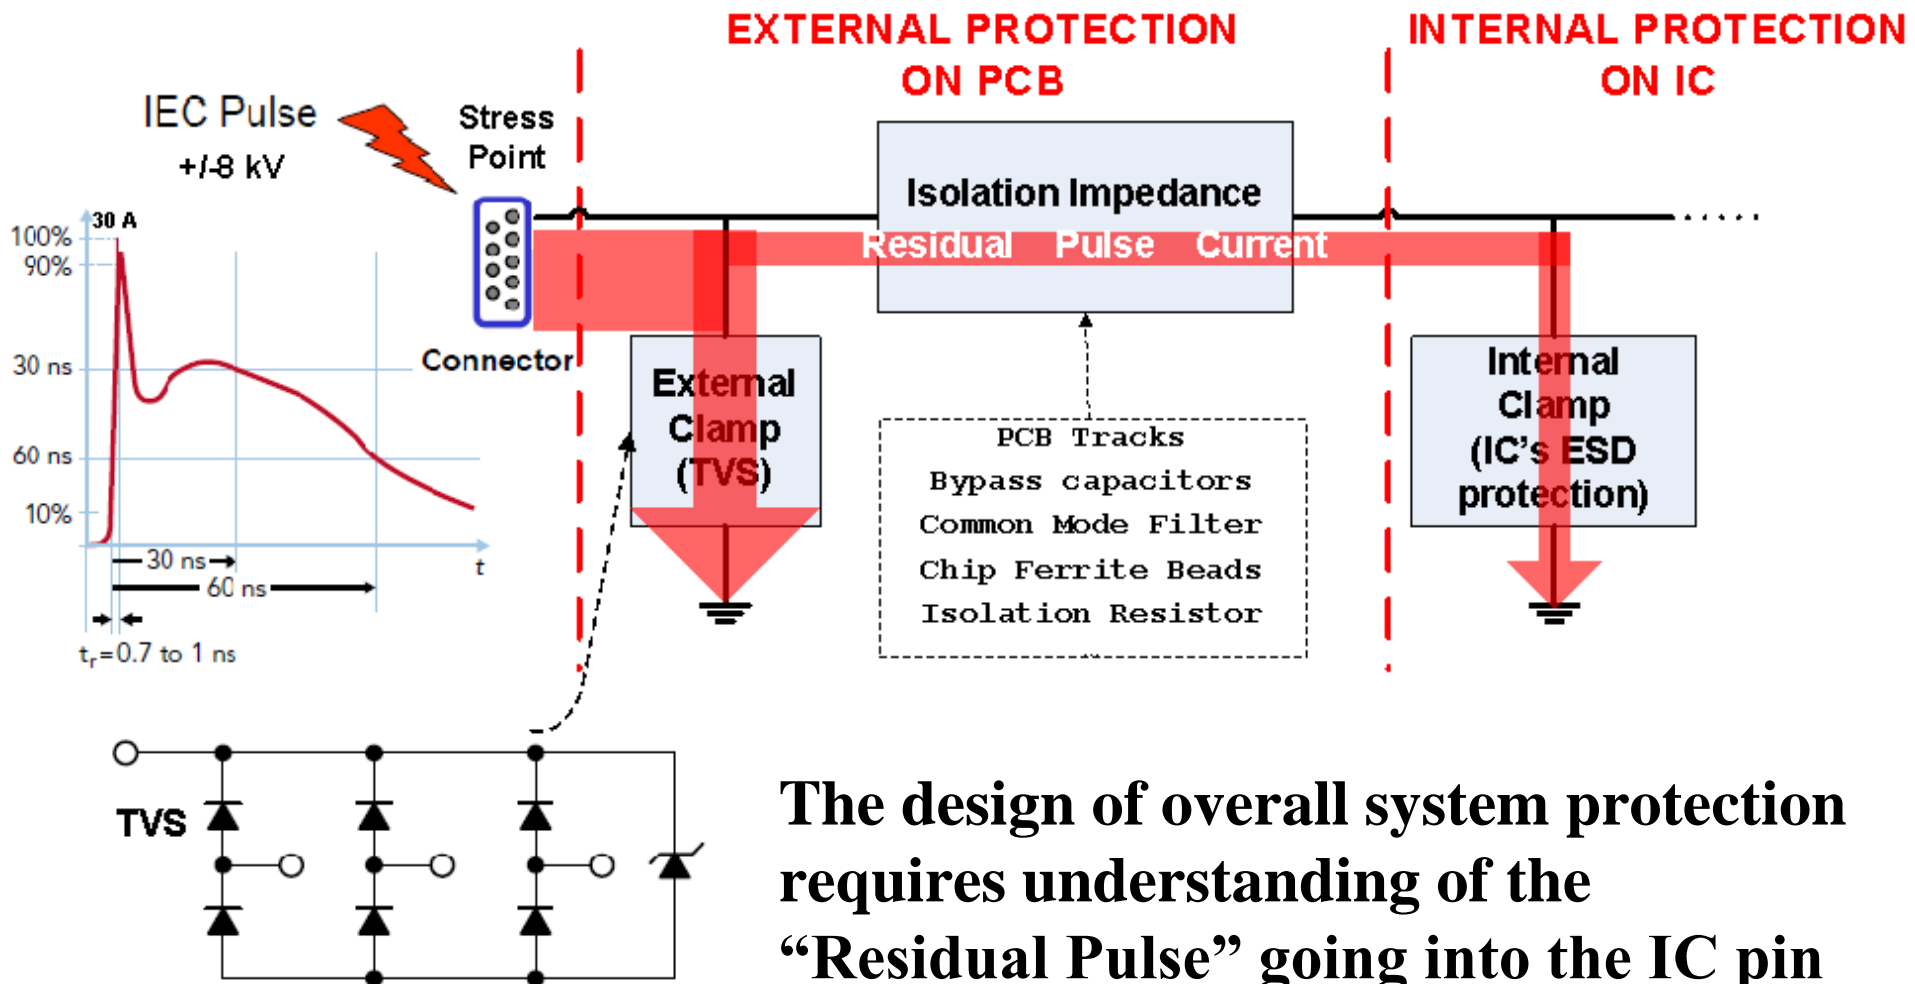 EXTERNAL PROTECTION
ON PCB
INTERNAL PROTECTION
ON IC
IEC Pulse
+/-8 kV
Stress
Point
Connector
30 A
100%
90%
30 ns
60 ns
10%
30 ns
60 ns
t
tᵣ=0.7 to 1 ns
Isolation Impedance
Residual Pulse Current
External
Clamp
(TVS)
PCB Tracks
Bypass capacitors
Common Mode Filter
Chip Ferrite Beads
Isolation Resistor
...
Internal
Clamp
(IC's ESD
protection)
TVS
The design of overall system protection
requires understanding of the
“Residual Pulse” going into the IC pin